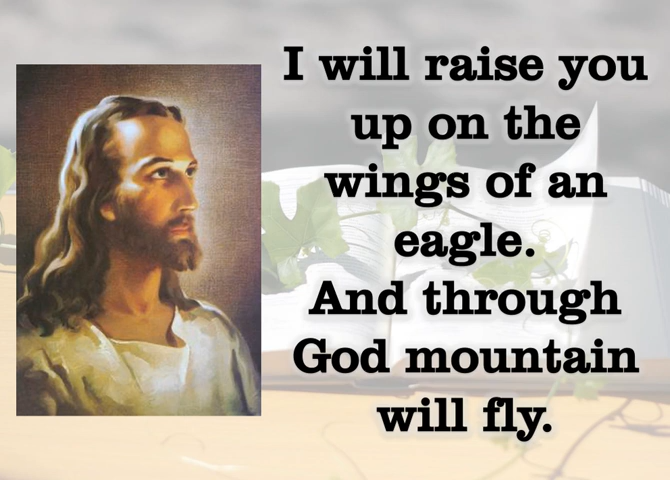 I will raise you
up on the
wings of an
eagle.
And through
God mountain
will fly.